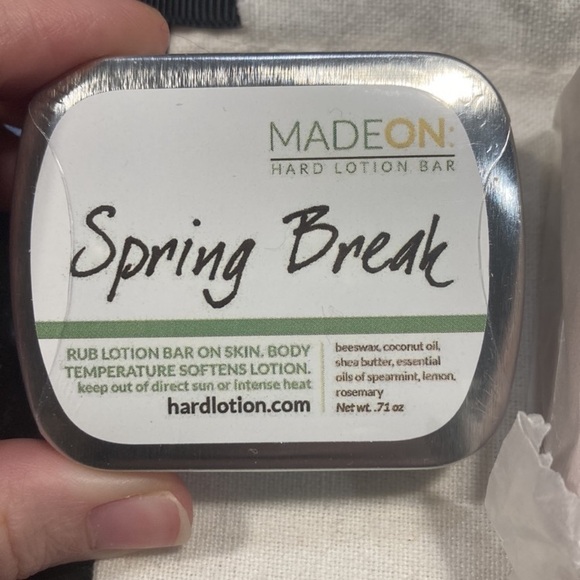 MADEON:
HARD LOTION BAR
Spring Break
RUB LOTION BAR ON SKIN. BODY
TEMPERATURE SOFTENS LOTION.
keep out of direct sun or intense heat
hardlotion.com
beeswax, coconut oil,
shea butter, essential
oils of spearmint, lemon,
rosemary
Net wt. .71 oz